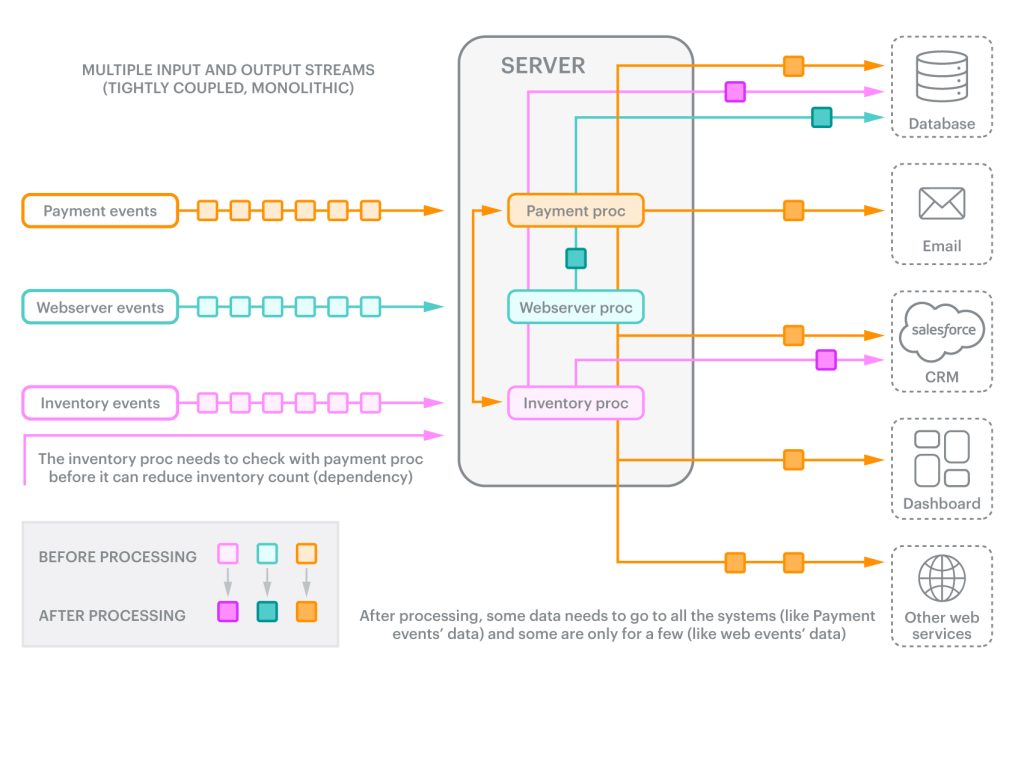 MULTIPLE INPUT AND OUTPUT STREAMS
(TIGHTLY COUPLED, MONOLITHIC)
SERVER
Database
Payment events
Payment proc
Email
Webserver events
Webserver proc
salesforce
CRM
Inventory events
Inventory proc
The inventory proc needs to check with payment proc
before it can reduce inventory count (dependency)
Dashboard
BEFORE PROCESSING
AFTER PROCESSING
After processing, some data needs to go to all the systems (like Payment
events’ data) and some are only for a few (like web events’ data)
Other web
services